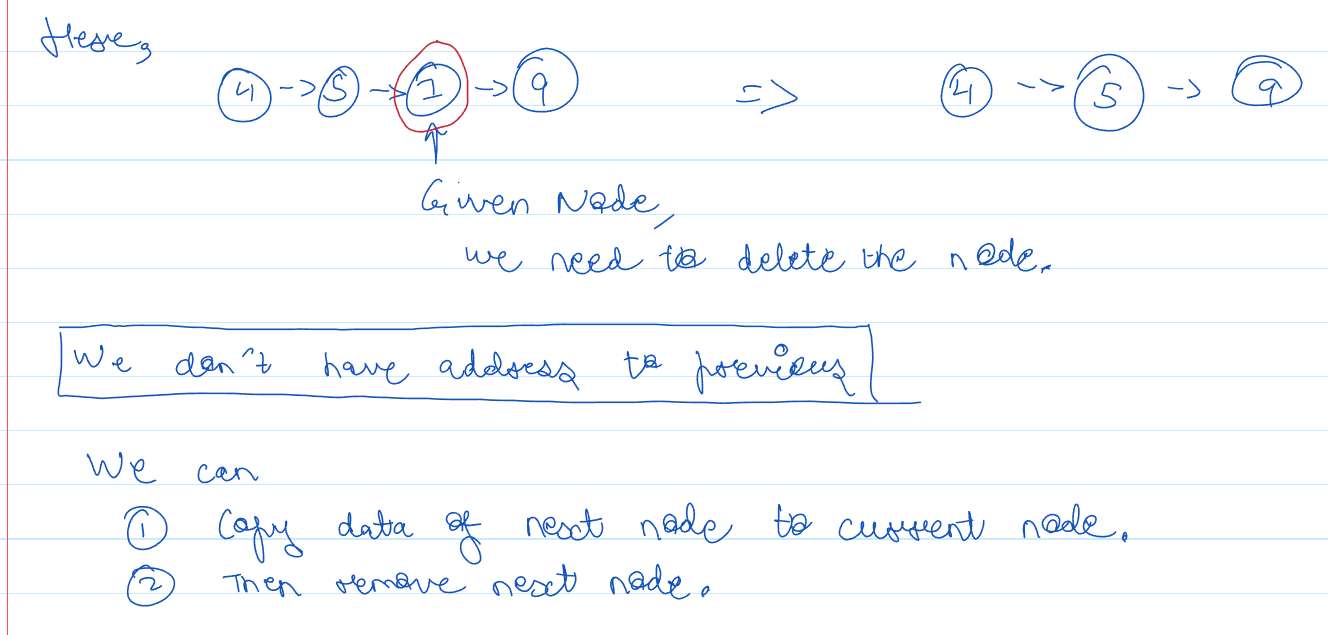 Here,
4 -> 5 -> 1 -> 9 => 4 -> 5 -> 9
Given Node,
we need to delete the node.
We don't have address to previous
We can
1 Copy data of next node to current node.
2 Then remove next node.